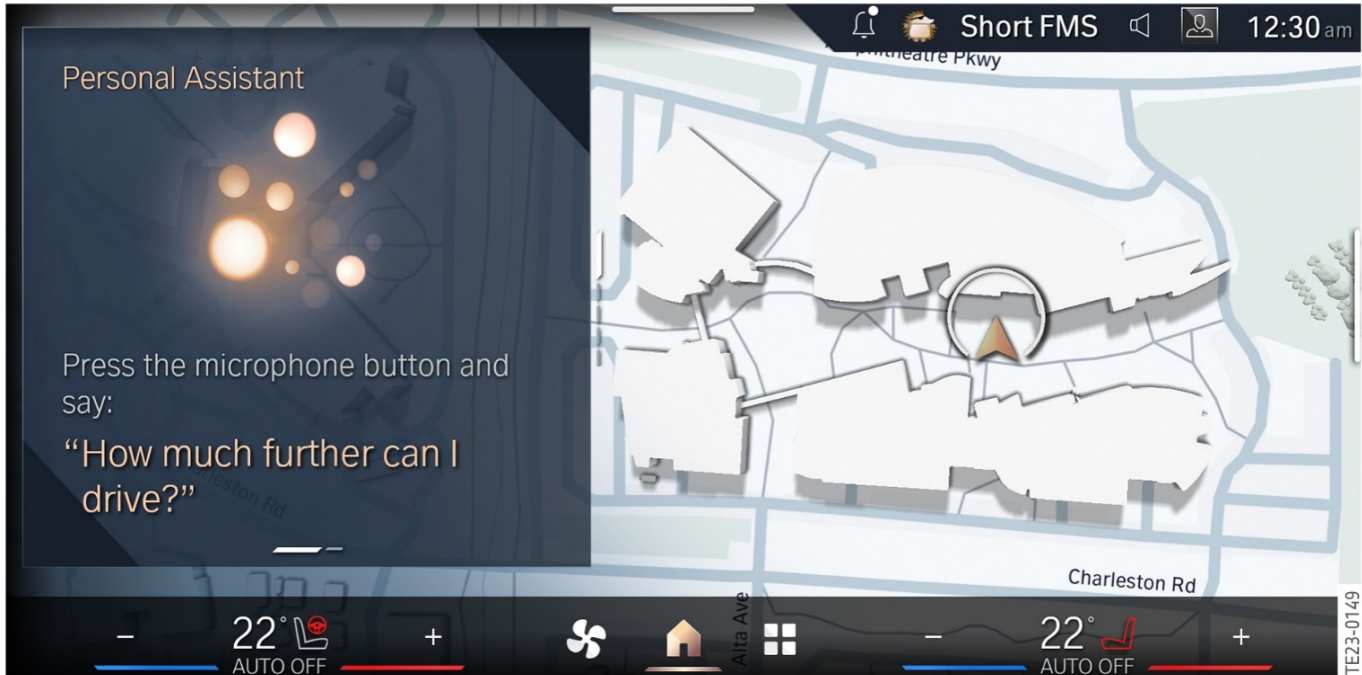 Short FMS
12:30 am
Personal Assistant
Press the microphone button and
say:
“How much further can I
drive?”
Pkwy
Charleston Rd
Alta Ave
−
22°
+
AUTO OFF
−
22°
+
AUTO OFF
TE23-0149